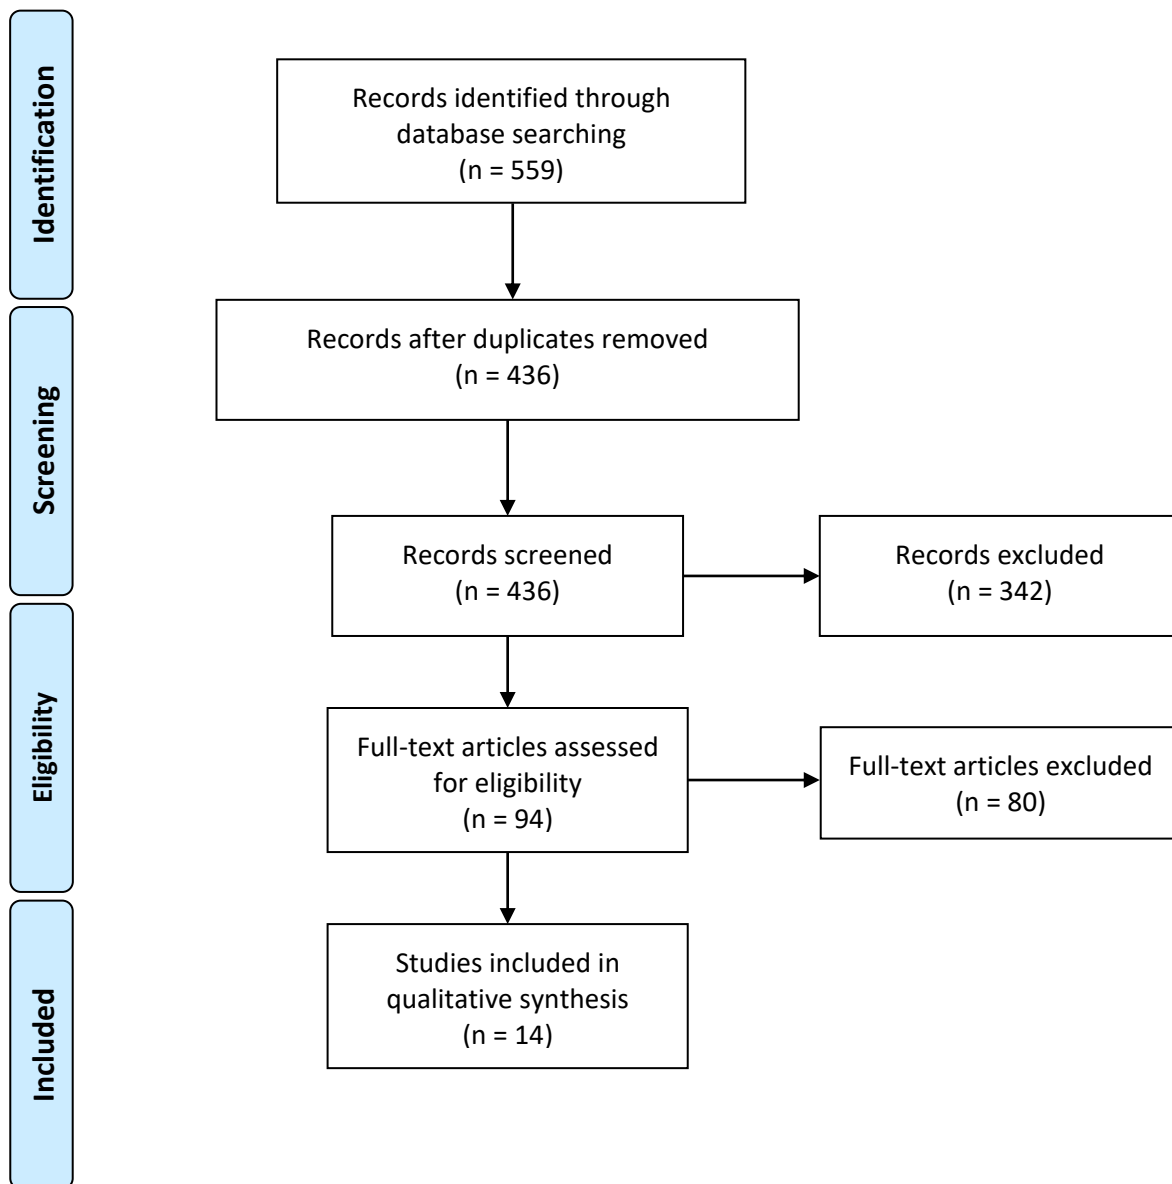 Identification
Records identified through
database searching
(n = 559)
Records after duplicates removed
(n = 436)
Screening
Records screened
(n = 436)
Records excluded
(n = 342)
Eligibility
Full-text articles assessed
for eligibility
(n = 94)
Full-text articles excluded
(n = 80)
Included
Studies included in
qualitative synthesis
(n = 14)